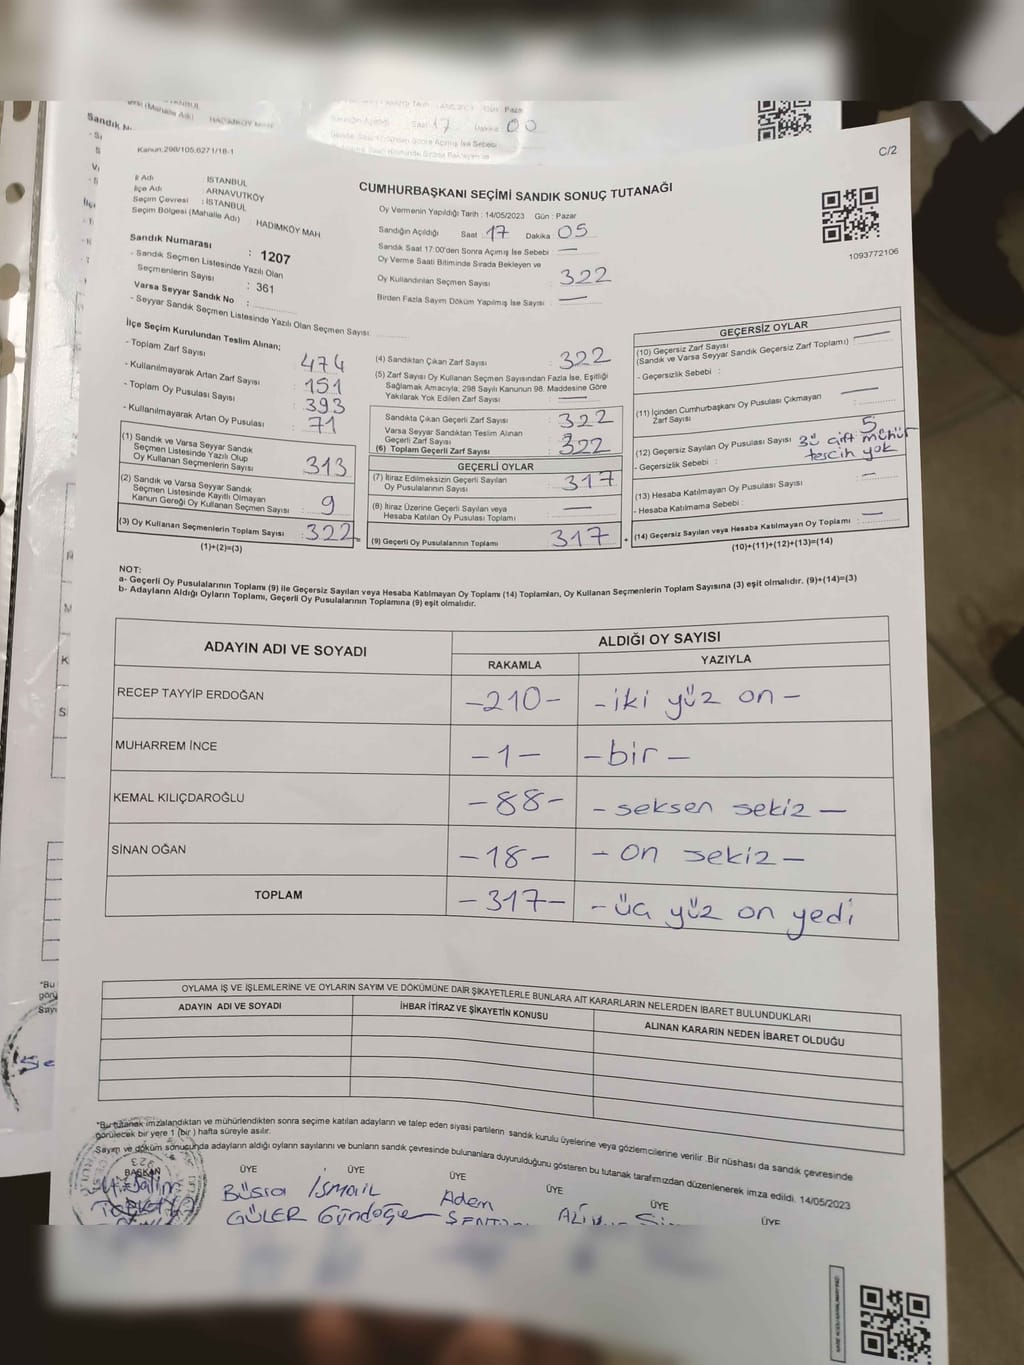 Kanun:298/105,6271/18-1
C/2
CUMHURBAŞKANI SEÇİMİ SANDIK SONUÇ TUTANAĞI
İl Adı : İSTANBUL
İlçe Adı : ARNAVUTKÖY
Seçim Çevresi : İSTANBUL
Seçim Bölgesi (Mahalle Adı) HADIMKÖY MAH
Sandık Numarası : 1207
- Sandık Seçmen Listesinde Yazılı Olan
Seçmenlerin Sayısı : 361
Varsa Seyyar Sandık No :
- Seyyar Sandık Seçmen Listesinde Yazılı Olan Seçmen Sayısı:
Oy Vermenin Yapıldığı Tarih : 14/05/2023 Gün : Pazar
Sandığın Açıldığı Saat 17 Dakika 05
Sandık Saat 17:00'den Sonra Açılmış İse Sebebi —
Oy Verme Saati Bitiminde Sırada Bekleyen ve
Oy Kullandırılan Seçmen Sayısı : 322
Birden Fazla Sayım Döküm Yapılmış İse Sayısı : —
1093772106
İlçe Seçim Kurulundan Teslim Alınan;
- Toplam Zarf Sayısı : 474
- Kullanılmayarak Artan Zarf Sayısı : 151
- Toplam Oy Pusulası Sayısı : 393
- Kullanılmayarak Artan Oy Pusulası : 71
(1) Sandık ve Varsa Seyyar Sandık
Seçmen Listesinde Yazılı Olup
Oy Kullanan Seçmenlerin Sayısı : 313
(2) Sandık ve Varsa Seyyar Sandık
Seçmen Listesinde Kayıtlı Olmayan
Kanun Gereği Oy Kullanan Seçmen Sayısı : 9
(3) Oy Kullanan Seçmenlerin Toplam Sayısı : 322
(1)+(2)=(3)
(4) Sandıktan Çıkan Zarf Sayısı : 322
(5) Zarf Sayısı Oy Kullanan Seçmen Sayısından Fazla İse, Eşitliği
Sağlamak Amacıyla; 298 Sayılı Kanunun 98. Maddesine Göre
Yakılarak Yok Edilen Zarf Sayısı : —
Sandıkta Çıkan Geçerli Zarf Sayısı : 322
Varsa Seyyar Sandıktan Teslim Alınan
Geçerli Zarf Sayısı :
(6) Toplam Geçerli Zarf Sayısı : 322
GEÇERLİ OYLAR
(7) İtiraz Edilmeksizin Geçerli Sayılan
Oy Pusulalarının Sayısı : 317
(8) İtiraz Üzerine Geçerli Sayılan veya
Hesaba Katılan Oy Pusulası Toplamı : —
(9) Geçerli Oy Pusulalarının Toplamı : 317
GEÇERSİZ OYLAR
(10) Geçersiz Zarf Sayısı
(Sandık ve Varsa Seyyar Sandık Geçersiz Zarf Toplamı) —
- Geçersizlik Sebebi :
(11) İçinden Cumhurbaşkanı Oy Pusulası Çıkmayan
Zarf Sayısı : —
(12) Geçersiz Sayılan Oy Pusulası Sayısı 5
- Geçersizlik Sebebi : 3ü çift mühür
tercih yok
(13) Hesaba Katılmayan Oy Pusulası Sayısı : —
- Hesaba Katılmama Sebebi :
(14) Geçersiz Sayılan veya Hesaba Katılmayan Oy Toplamı : —
(10)+(11)+(12)+(13)=(14)
NOT:
a- Geçerli Oy Pusulalarının Toplamı (9) ile Geçersiz Sayılan veya Hesaba Katılmayan Oy Toplamı (14) Toplamları, Oy Kullanan Seçmenlerin Toplam Sayısına (3) eşit olmalıdır. (9)+(14)=(3)
b- Adayların Aldığı Oyların Toplamı, Geçerli Oy Pusulalarının Toplamına (9) eşit olmalıdır.
ADAYIN ADI VE SOYADI
ALDIĞI OY SAYISI
RAKAMLA YAZIYLA
RECEP TAYYİP ERDOĞAN -210- -iki yüz on-
MUHARREM İNCE -1- -bir-
KEMAL KILIÇDAROĞLU -88- -seksen sekiz-
SİNAN OĞAN -18- -on sekiz-
TOPLAM -317- -üç yüz on yedi
OYLAMA İŞ VE İŞLEMLERİNE VE OYLARIN SAYIM VE DÖKÜMÜNE DAİR ŞİKAYETLERLE BUNLARA AİT KARARLARIN NELERDEN İBARET BULUNDUKLARI
ADAYIN ADI VE SOYADI İHBAR İTİRAZ VE ŞİKAYETİN KONUSU ALINAN KARARIN NEDEN İBARET OLDUĞU
*Bu tutanak imzalandıktan ve mühürlendikten sonra seçime katılan adayların ve talep eden siyasi partilerin sandık kurulu üyelerine veya gözlemcilerine verilir .Bir nüshası da sandık çevresinde
görülecek bir yere 1 (bir) hafta süreyle asılır.
Sayım ve döküm sonucunda adayların aldığı oyların sayılarını ve bunların sandık çevresinde bulunanlara duyurulduğunu gösteren bu tutanak tarafımızdan düzenlenerek imza edildi. 14/05/2023
BAŞKAN ÜYE ÜYE ÜYE ÜYE ÜYE ÜYE
BÜSRA İSMAİL Adem
GÜLER